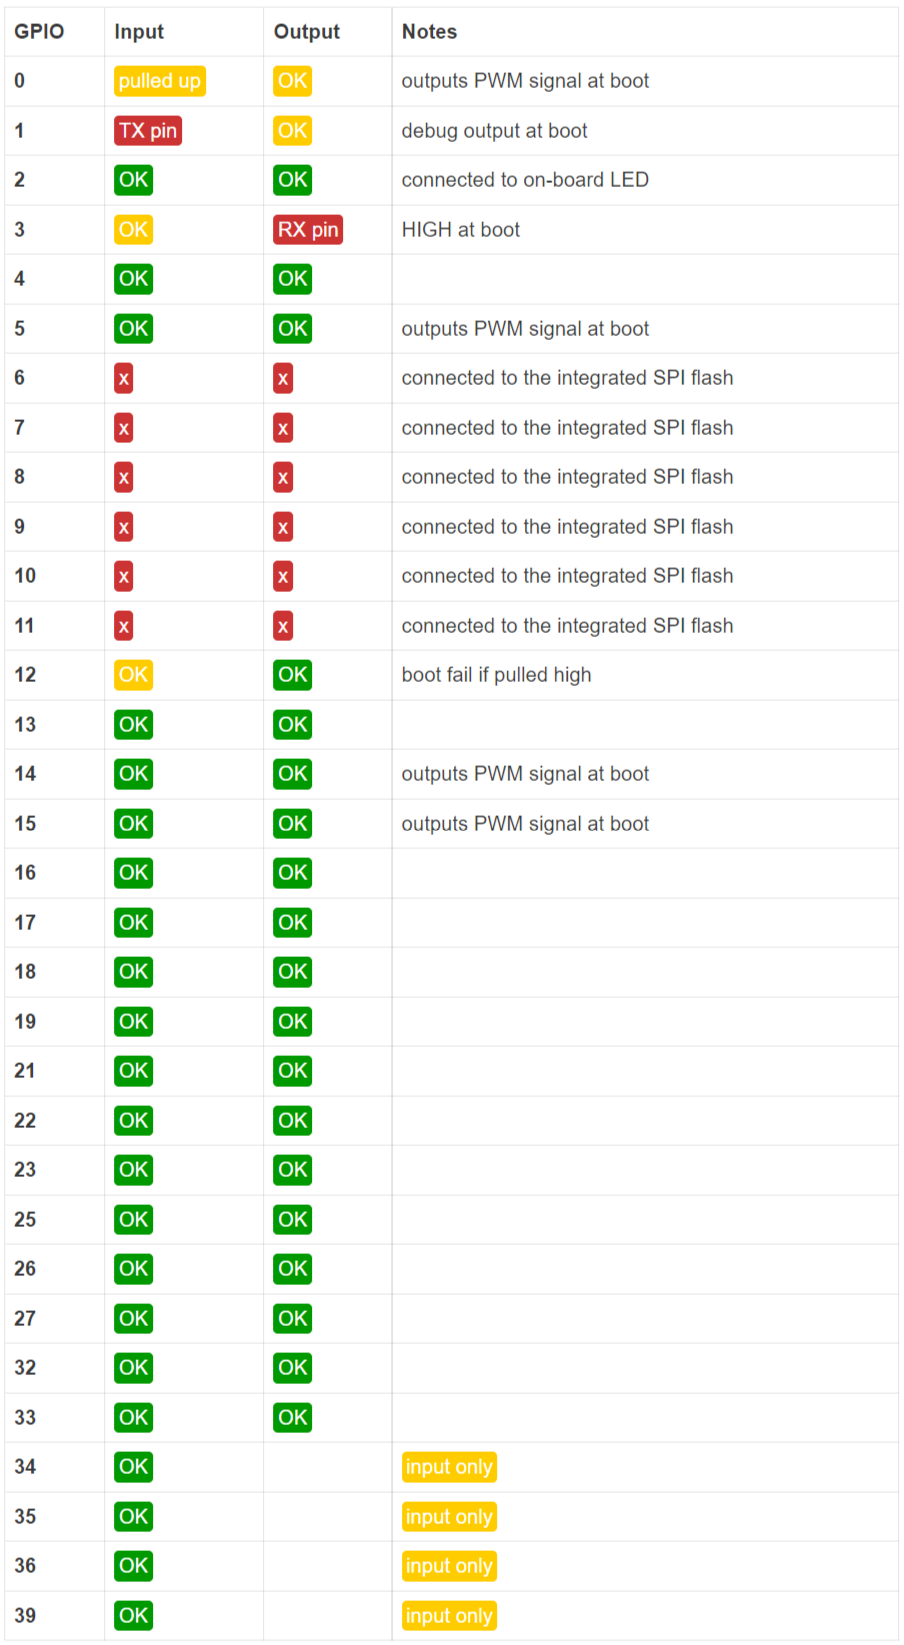 GPIO Input Output Notes
0 pulled up OK outputs PWM signal at boot
1 TX pin OK debug output at boot
2 OK OK connected to on-board LED
3 OK RX pin HIGH at boot
4 OK OK
5 OK OK outputs PWM signal at boot
6 x x connected to the integrated SPI flash
7 x x connected to the integrated SPI flash
8 x x connected to the integrated SPI flash
9 x x connected to the integrated SPI flash
10 x x connected to the integrated SPI flash
11 x x connected to the integrated SPI flash
12 OK OK boot fail if pulled high
13 OK OK
14 OK OK outputs PWM signal at boot
15 OK OK outputs PWM signal at boot
16 OK OK
17 OK OK
18 OK OK
19 OK OK
21 OK OK
22 OK OK
23 OK OK
25 OK OK
26 OK OK
27 OK OK
32 OK OK
33 OK OK
34 OK input only
35 OK input only
36 OK input only
39 OK input only